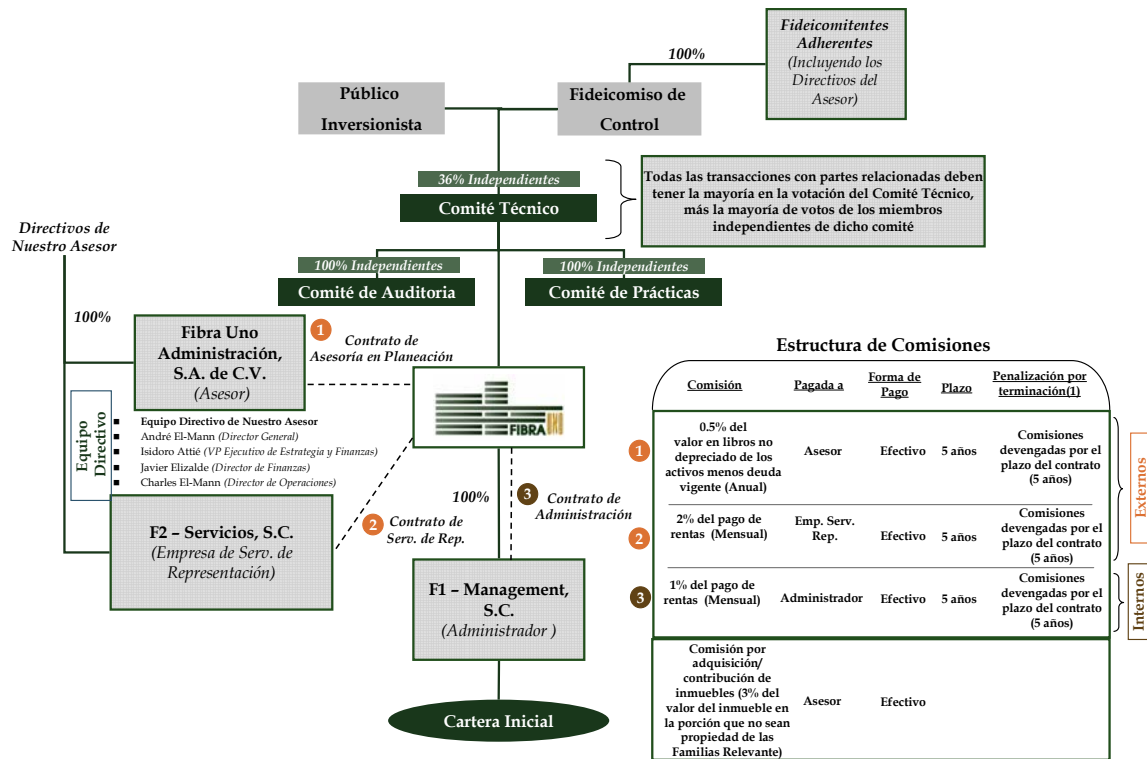 Fideicomitentes
Adherentes
(Incluyendo los
Directivos del
Asesor)
100%
Público
Inversionista
Fideicomiso de
Control
36% Independientes
Comité Técnico
Todas las transacciones con partes relacionadas deben
tener la mayoría en la votación del Comité Técnico,
más la mayoría de votos de los miembros
independientes de dicho comité
Directivos de
Nuestro Asesor
100% Independientes
Comité de Auditoria
100% Independientes
Comité de Prácticas
100%
Fibra Uno
Administración,
S.A. de C.V.
(Asesor)
1
Contrato de
Asesoría en Planeación
FIBRA UNO
Equipo
Directivo
▪ Equipo Directivo de Nuestro Asesor
▪ André El-Mann (Director General)
▪ Isidoro Attié (VP Ejecutivo de Estrategia y Finanzas)
▪ Javier Elizalde (Director de Finanzas)
▪ Charles El-Mann (Director de Operaciones)
F2 – Servicios, S.C.
(Empresa de Serv. de
Representación)
2
Contrato de
Serv. de Rep.
100%
3
Contrato de
Administración
F1 – Management,
S.C.
(Administrador )
Cartera Inicial
Estructura de Comisiones
Comisión
Pagada a
Forma de
Pago
Plazo
Penalización por
terminación(1)
1
0.5% del
valor en libros no
depreciado de los
activos menos deuda
vigente (Anual)
Asesor
Efectivo
5 años
Comisiones
devengadas por el
plazo del contrato
(5 años)
2
2% del pago de
rentas (Mensual)
Emp. Serv.
Rep.
Efectivo
5 años
Comisiones
devengadas por el
plazo del contrato
(5 años)
Externos
3
1% del pago de
rentas (Mensual)
Administrador
Efectivo
5 años
Comisiones
devengadas por el
plazo del contrato
(5 años)
Internos
Comisión por
adquisición/
contribución de
inmuebles (3% del
valor del inmueble en
la porción que no sean
propiedad de las
Familias Relevante)
Asesor
Efectivo